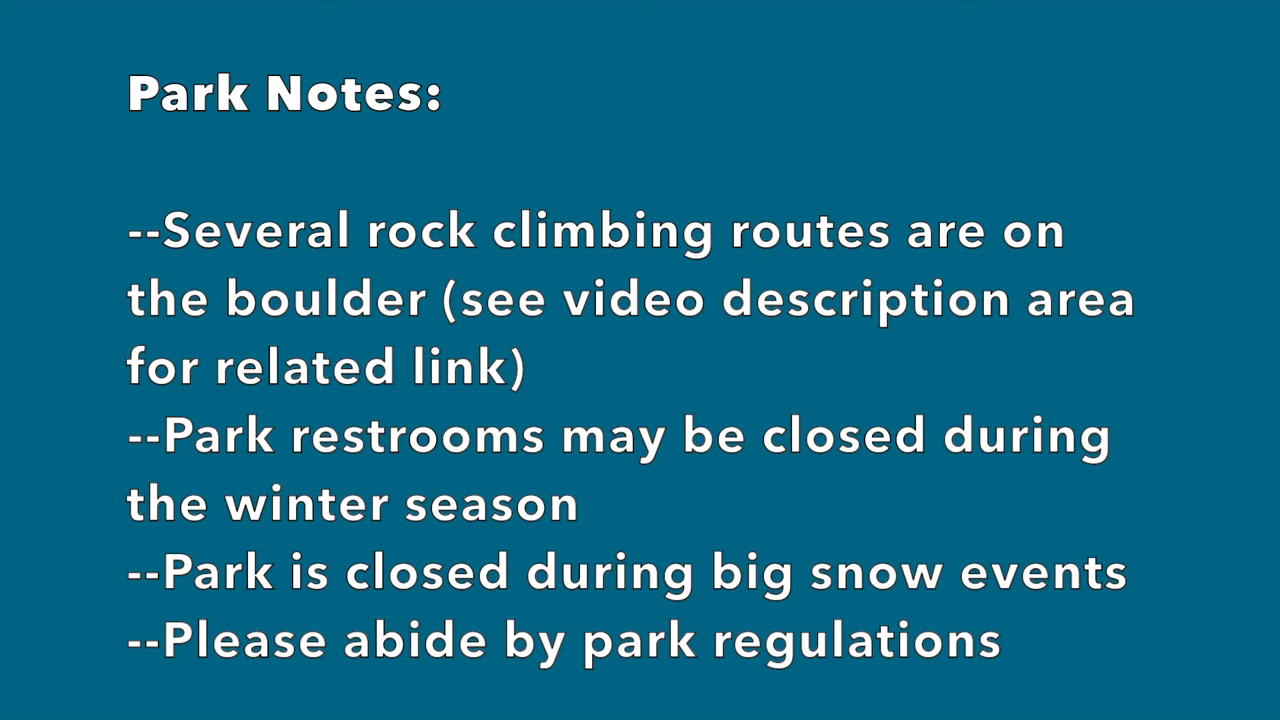 Park Notes:
--Several rock climbing routes are on
the boulder (see video description area
for related link)
--Park restrooms may be closed during
the winter season
--Park is closed during big snow events
--Please abide by park regulations